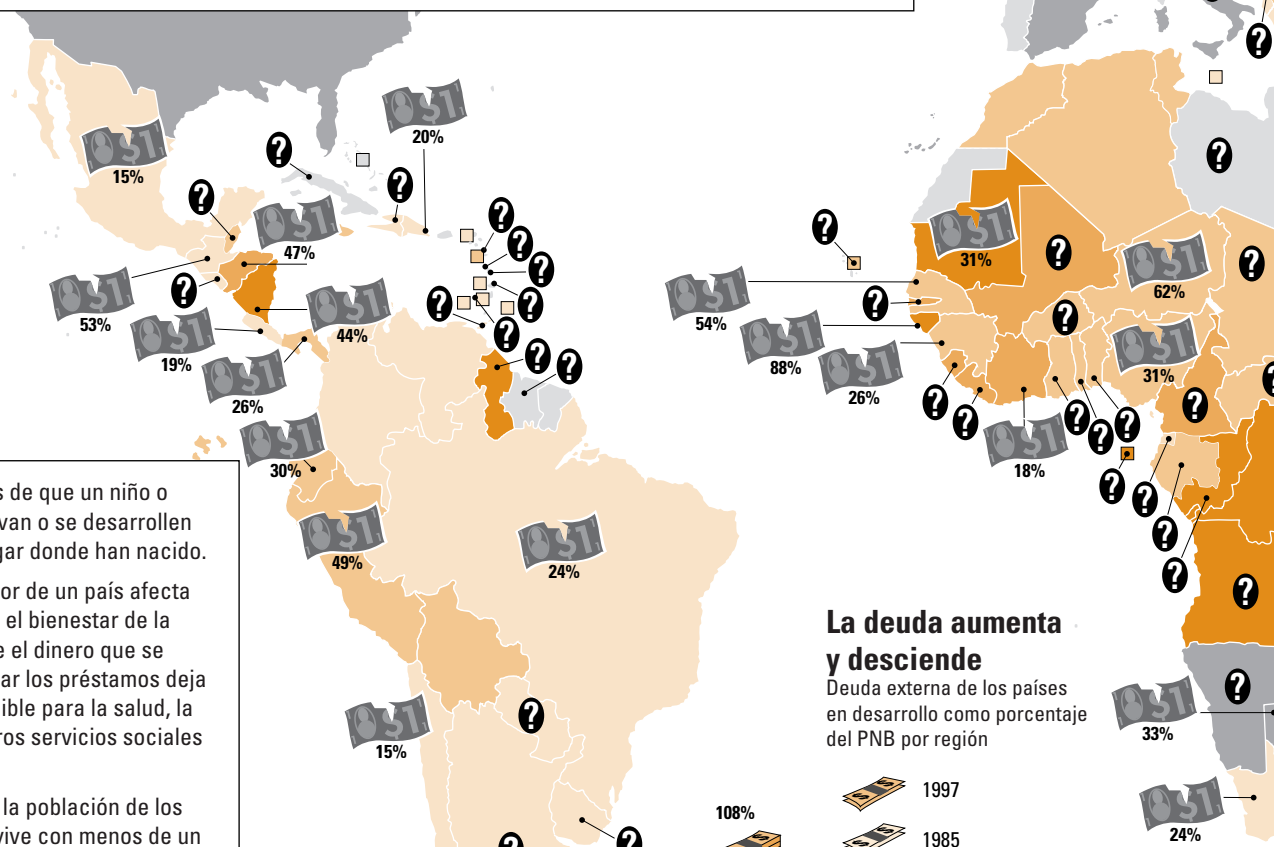 20%
15%
47%
53%
44%
19%
26%
30%
49%
24%
15%
31%
62%
54%
88%
26%
31%
18%
33%
24%
s de que un niño o
van o se desarrollen
gar donde han nacido.
or de un país afecta
el bienestar de la
e el dinero que se
ar los préstamos deja
ible para la salud, la
ros servicios sociales
la población de los
vive con menos de un
La deuda aumenta
y desciende
Deuda externa de los países
en desarrollo como porcentaje
del PNB por región
1997
108%
1985